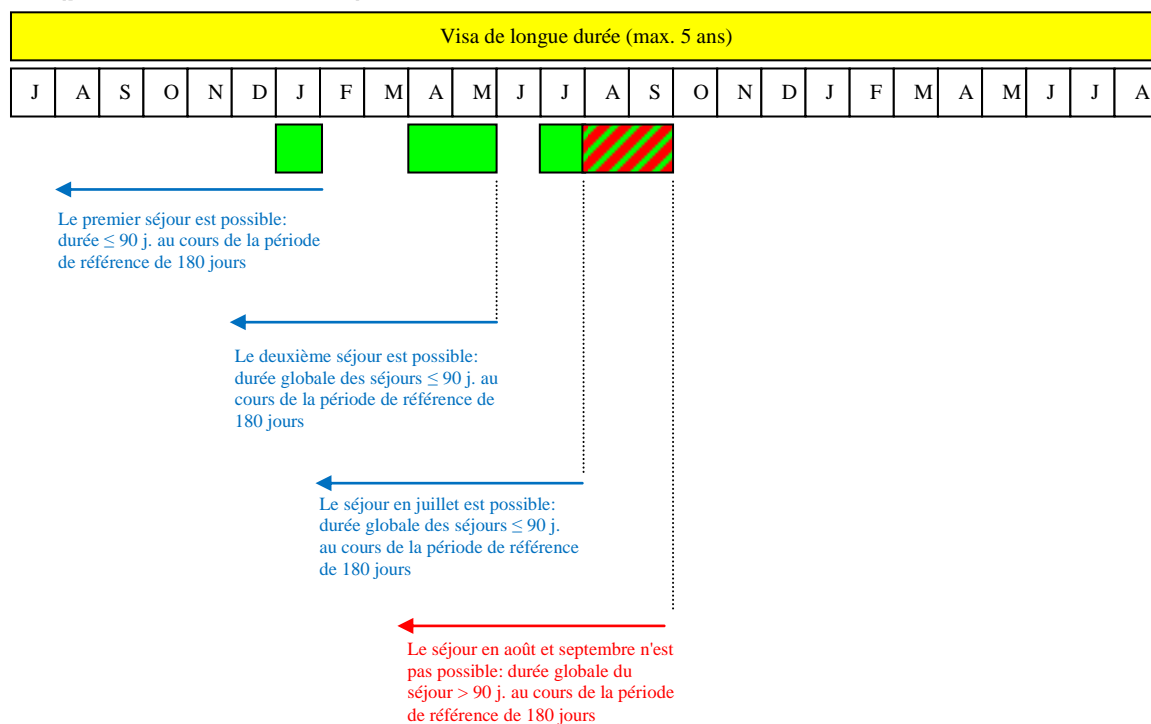 Visa de longue durée (max. 5 ans)
J A S O N D J F M A M J J A S O N D J F M A M J J A
Le premier séjour est possible:
durée ≤ 90 j. au cours de la période
de référence de 180 jours
Le deuxième séjour est possible:
durée globale des séjours ≤ 90 j. au
cours de la période de référence de
180 jours
Le séjour en juillet est possible:
durée globale des séjours ≤ 90 j.
au cours de la période de référence
de 180 jours
Le séjour en août et septembre n'est
pas possible: durée globale du
séjour > 90 j. au cours de la période
de référence de 180 jours